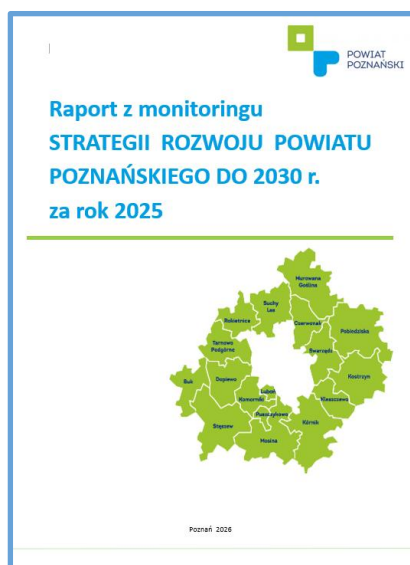 POWIAT
POZNAŃSKI
Raport z monitoringu
STRATEGII ROZWOJU POWIATU
POZNAŃSKIEGO DO 2030 r.
za rok 2025
Murowana
Goślina
Suchy
Las
Czerwonak
Rokietnica
Pobiedziska
Tarnowo
Podgórne
Swarzędz
Buk
Dopiewo
Kostrzyn
Luboń
Komorniki
Kleszczewo
Puszczykowo
Stęszew
Kórnik
Mosina
Poznań 2026